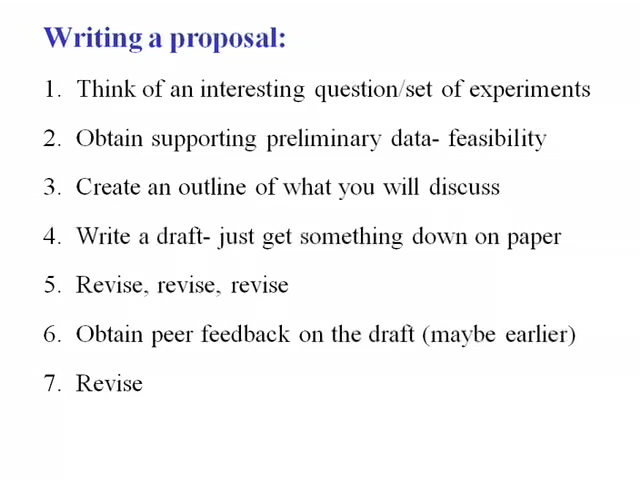 Writing a proposal:
1. Think of an interesting question/set of experiments
2. Obtain supporting preliminary data- feasibility
3. Create an outline of what you will discuss
4. Write a draft- just get something down on paper
5. Revise, revise, revise
6. Obtain peer feedback on the draft (maybe earlier)
7. Revise